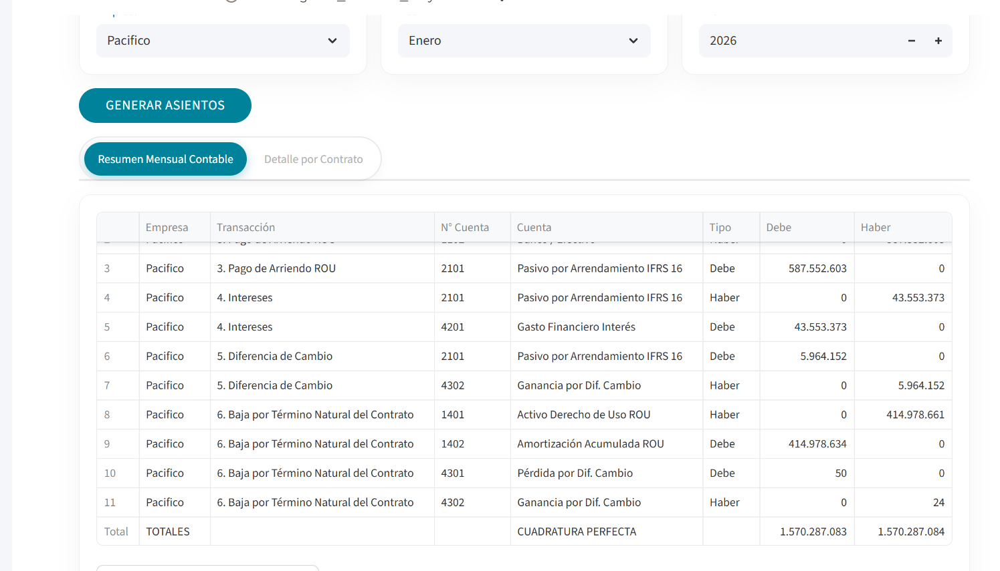 Pacifico
Enero
2026
GENERAR ASIENTOS
Resumen Mensual Contable
Detalle por Contrato
Empresa Transacción N° Cuenta Cuenta Tipo Debe Haber
3 Pacifico 3. Pago de Arriendo ROU 2101 Pasivo por Arrendamiento IFRS 16 Debe 587.552.603 0
4 Pacifico 4. Intereses 2101 Pasivo por Arrendamiento IFRS 16 Haber 0 43.553.373
5 Pacifico 4. Intereses 4201 Gasto Financiero Interés Debe 43.553.373 0
6 Pacifico 5. Diferencia de Cambio 2101 Pasivo por Arrendamiento IFRS 16 Debe 5.964.152 0
7 Pacifico 5. Diferencia de Cambio 4302 Ganancia por Dif. Cambio Haber 0 5.964.152
8 Pacifico 6. Baja por Término Natural del Contrato 1401 Activo Derecho de Uso ROU Haber 0 414.978.661
9 Pacifico 6. Baja por Término Natural del Contrato 1402 Amortización Acumulada ROU Debe 414.978.634 0
10 Pacifico 6. Baja por Término Natural del Contrato 4301 Pérdida por Dif. Cambio Debe 50 0
11 Pacifico 6. Baja por Término Natural del Contrato 4302 Ganancia por Dif. Cambio Haber 0 24
Total TOTALES CUADRATURA PERFECTA 1.570.287.083 1.570.287.084